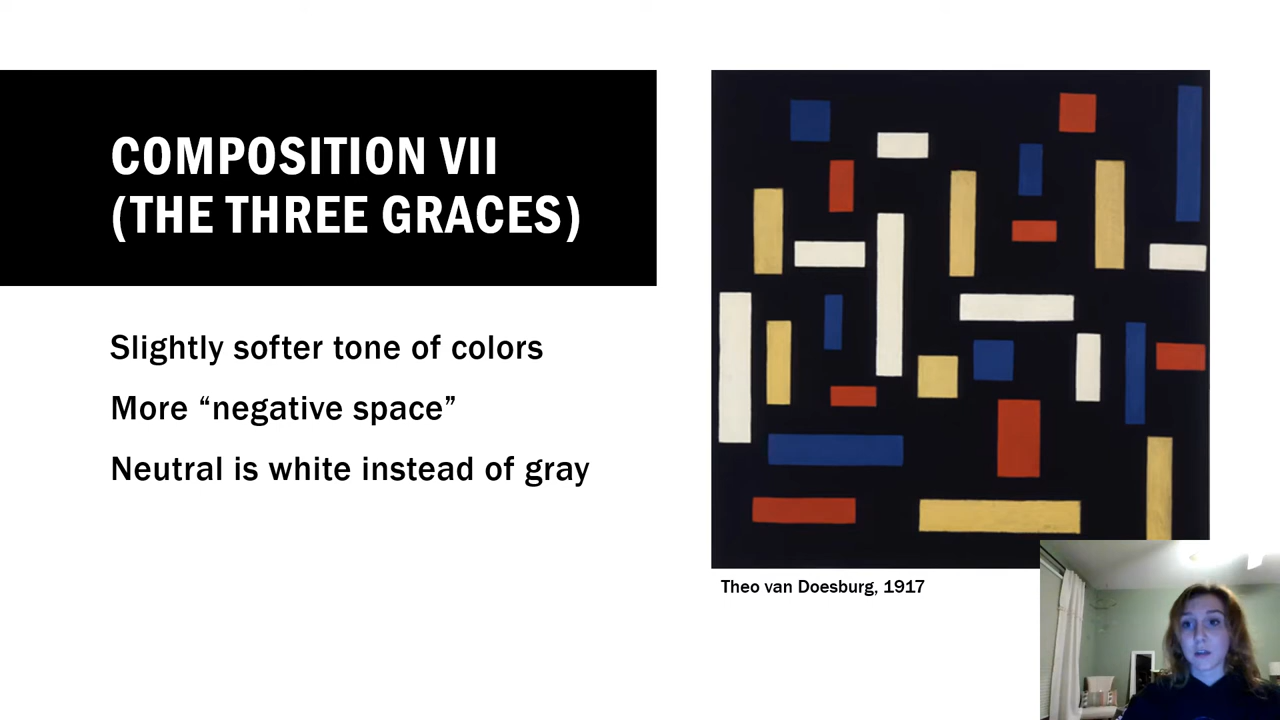 COMPOSITION VII
(THE THREE GRACES)
Slightly softer tone of colors
More “negative space”
Neutral is white instead of gray
Theo van Doesburg, 1917